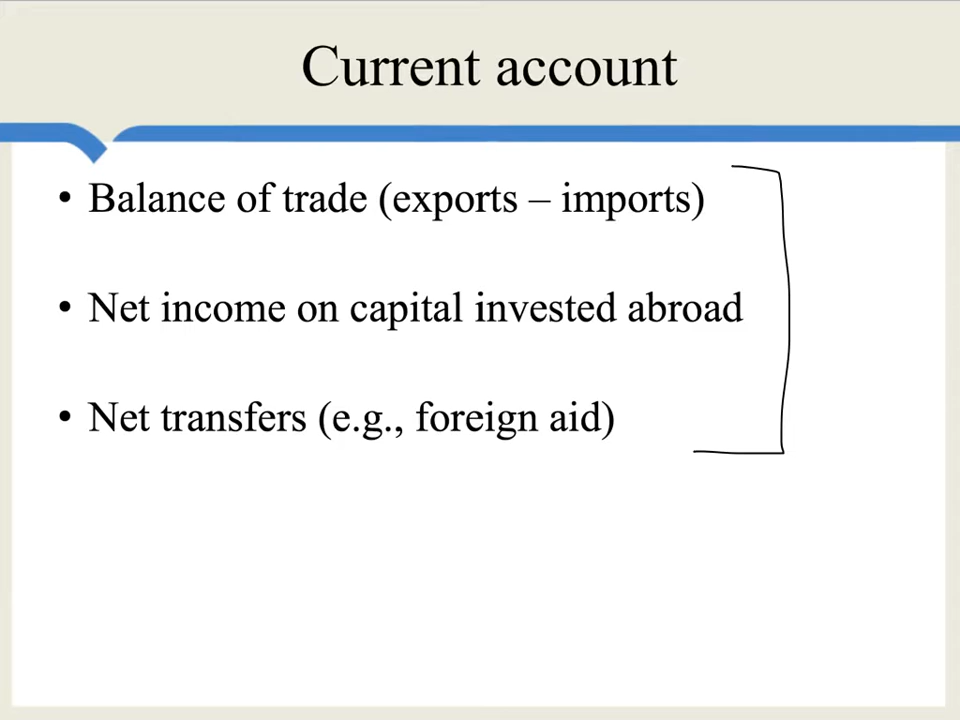 Current account
• Balance of trade (exports – imports)
• Net income on capital invested abroad
• Net transfers (e.g., foreign aid)